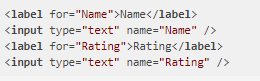 <label for="Name">Name</label>
<input type="text" name="Name" />
<label for="Rating">Rating</label>
<input type="text" name="Rating" />